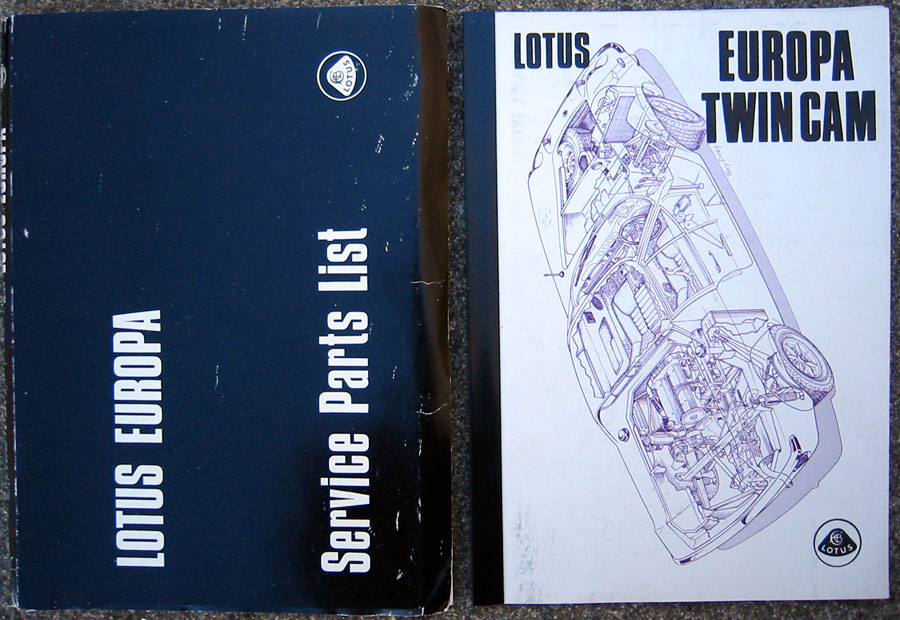 LOTUS EUROPA
Service Parts List
LOTUS
LOTUS
EUROPA
TWIN CAM
LOTUS